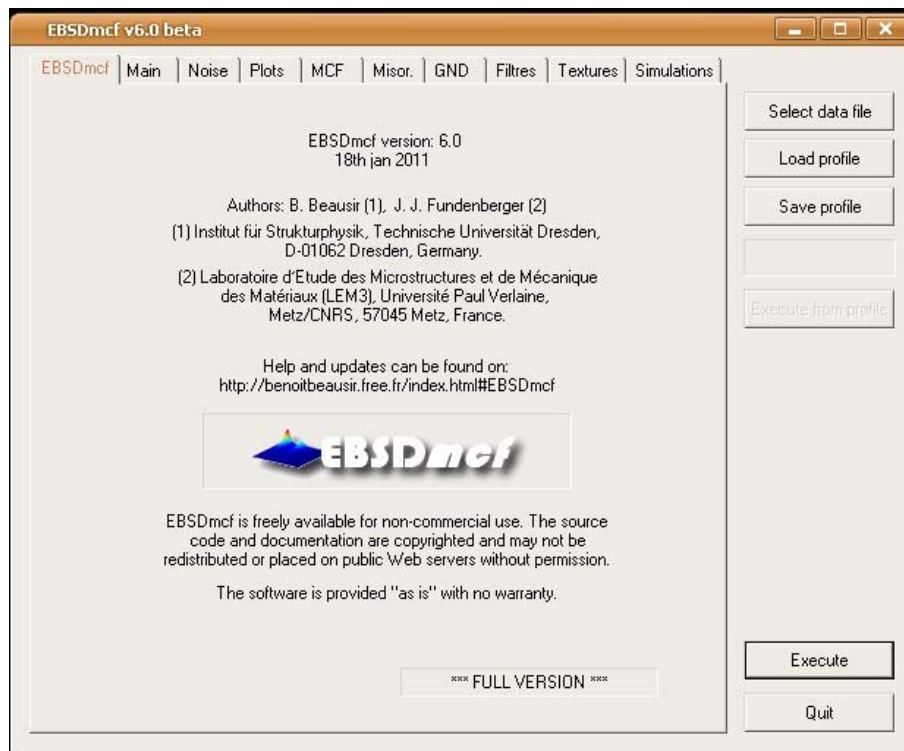 EBSDmcf v6.0 beta
EBSDmcf Main Noise Plots MCF Misor. GND Filtres Textures Simulations
Select data file
Load profile
Save profile
Execute from profile
EBSDmcf version: 6.0
18th jan 2011
Authors: B. Beausir (1), J. J. Fundenberger (2)
(1) Institut für Strukturphysik, Technische Universität Dresden,
D-01062 Dresden, Germany.
(2) Laboratoire d'Etude des Microstructures et de Mécanique
des Matériaux (LEM3), Université Paul Verlaine,
Metz/CNRS, 57045 Metz, France.
Help and updates can be found on:
http://benoitbeausir.free.fr/index.html#EBSDmcf
EBSDmcf
EBSDmcf is freely available for non-commercial use. The source
code and documentation are copyrighted and may not be
redistributed or placed on public Web servers without permission.
The software is provided "as is" with no warranty.
*** FULL VERSION ***
Execute
Quit